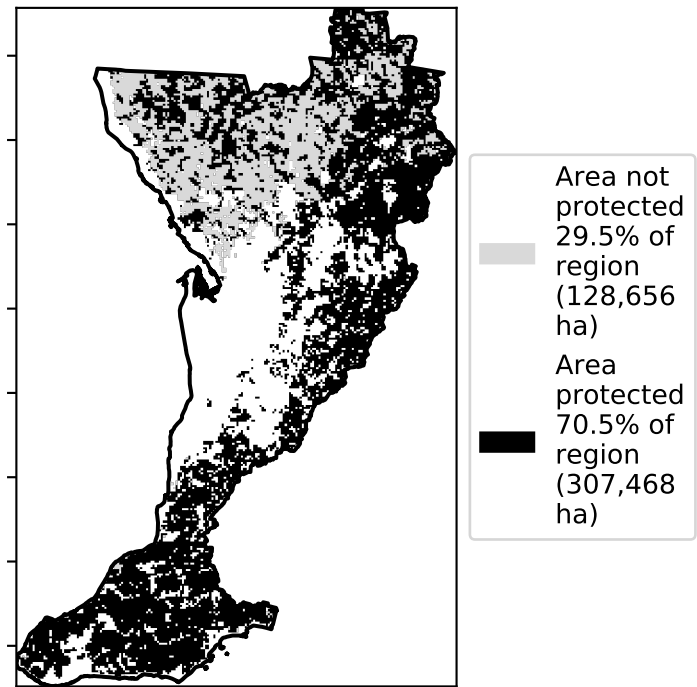 Area not
protected
29.5% of
region
(128,656
ha)
Area
protected
70.5% of
region
(307,468
ha)